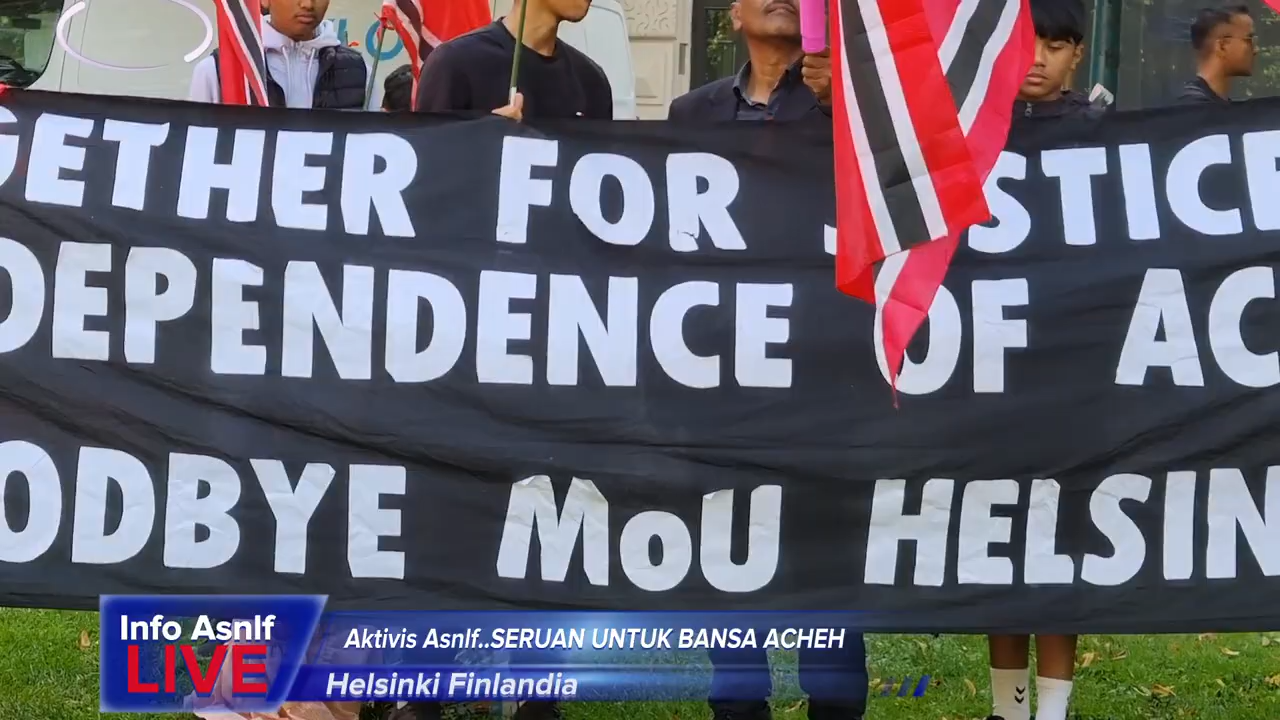 GETHER FOR JUSTICE
DEPENDENCE OF AC
ODBYE MoU HELSIN
Info Asnlf
LIVE
Aktivis Asnlf..SERUAN UNTUK BANSA ACHEH
Helsinki Finlandia